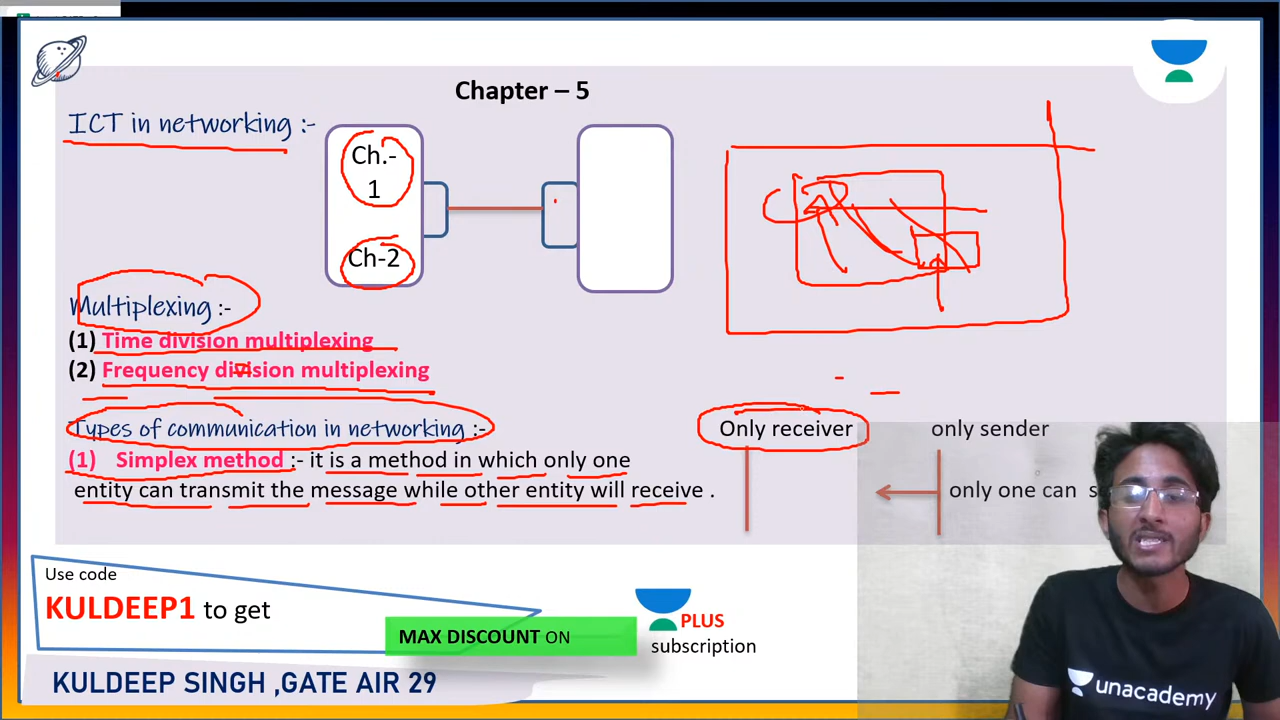 Chapter – 5
ICT in networking :-
Ch.-
1
Ch-2
Multiplexing :-
(1) Time division multiplexing
(2) Frequency division multiplexing
Types of communication in networking :-
(1) Simplex method :- it is a method in which only one
entity can transmit the message while other entity will receive .
Only receiver
only sender
only one can s
Use code
KULDEEP1 to get
MAX DISCOUNT ON
PLUS
subscription
KULDEEP SINGH ,GATE AIR 29
unacademy